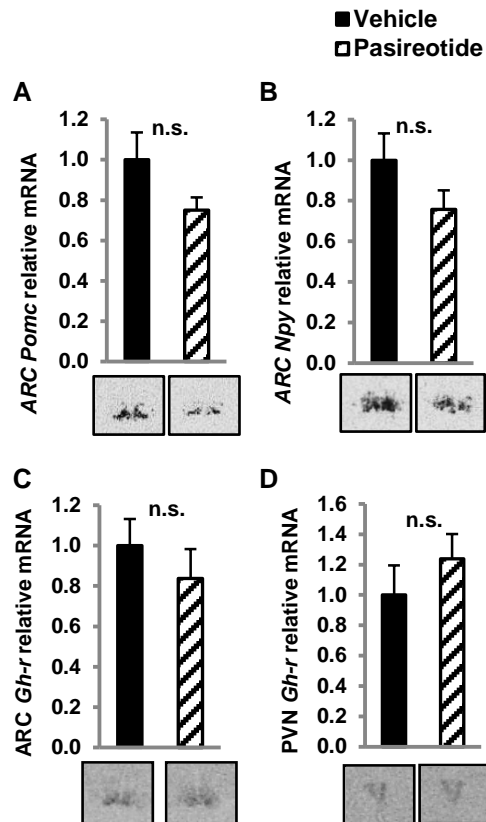 Vehicle
Pasireotide
A
n.s.
1.2
1.0
0.8
0.6
0.4
0.2
0.0
ARC Pomc relative mRNA
B
n.s.
1.2
1.0
0.8
0.6
0.4
0.2
0.0
ARC Npy relative mRNA
C
n.s.
1.2
1.0
0.8
0.6
0.4
0.2
0.0
ARC Gh-r relative mRNA
D
n.s.
1.6
1.4
1.2
1.0
0.8
0.6
0.4
0.2
0.0
PVN Gh-r relative mRNA